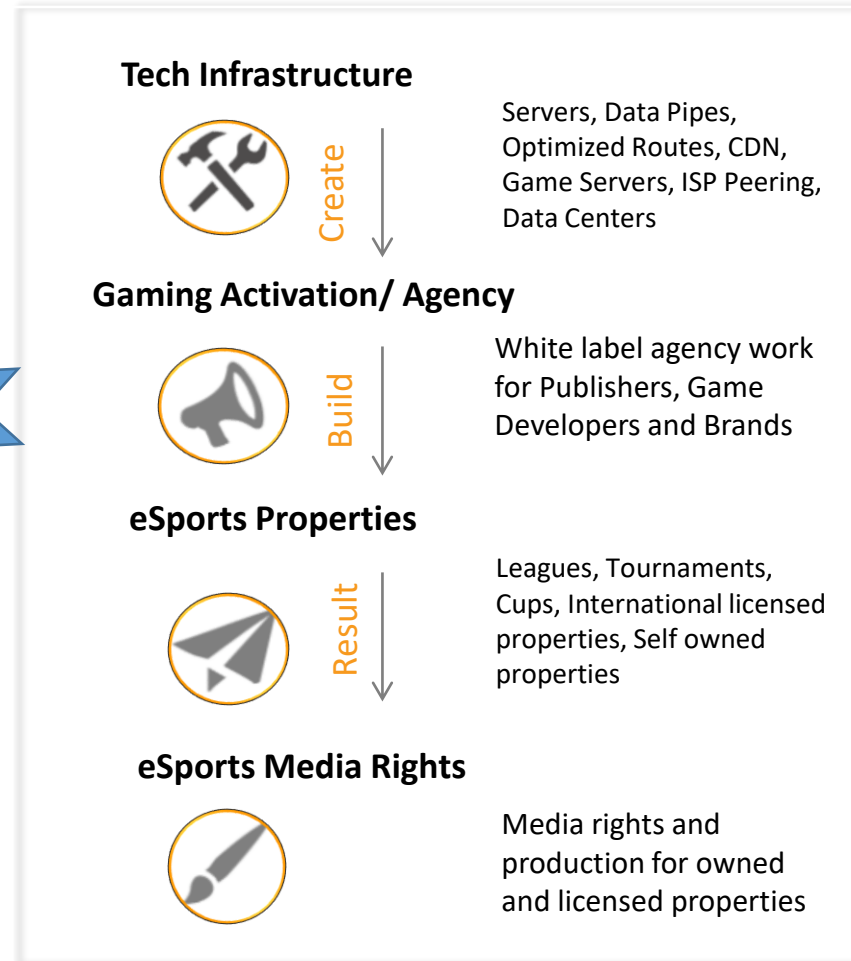 Tech Infrastructure
Create
Servers, Data Pipes,
Optimized Routes, CDN,
Game Servers, ISP Peering,
Data Centers
Gaming Activation/ Agency
Build
White label agency work
for Publishers, Game
Developers and Brands
eSports Properties
Result
Leagues, Tournaments,
Cups, International licensed
properties, Self owned
properties
eSports Media Rights
Media rights and
production for owned
and licensed properties